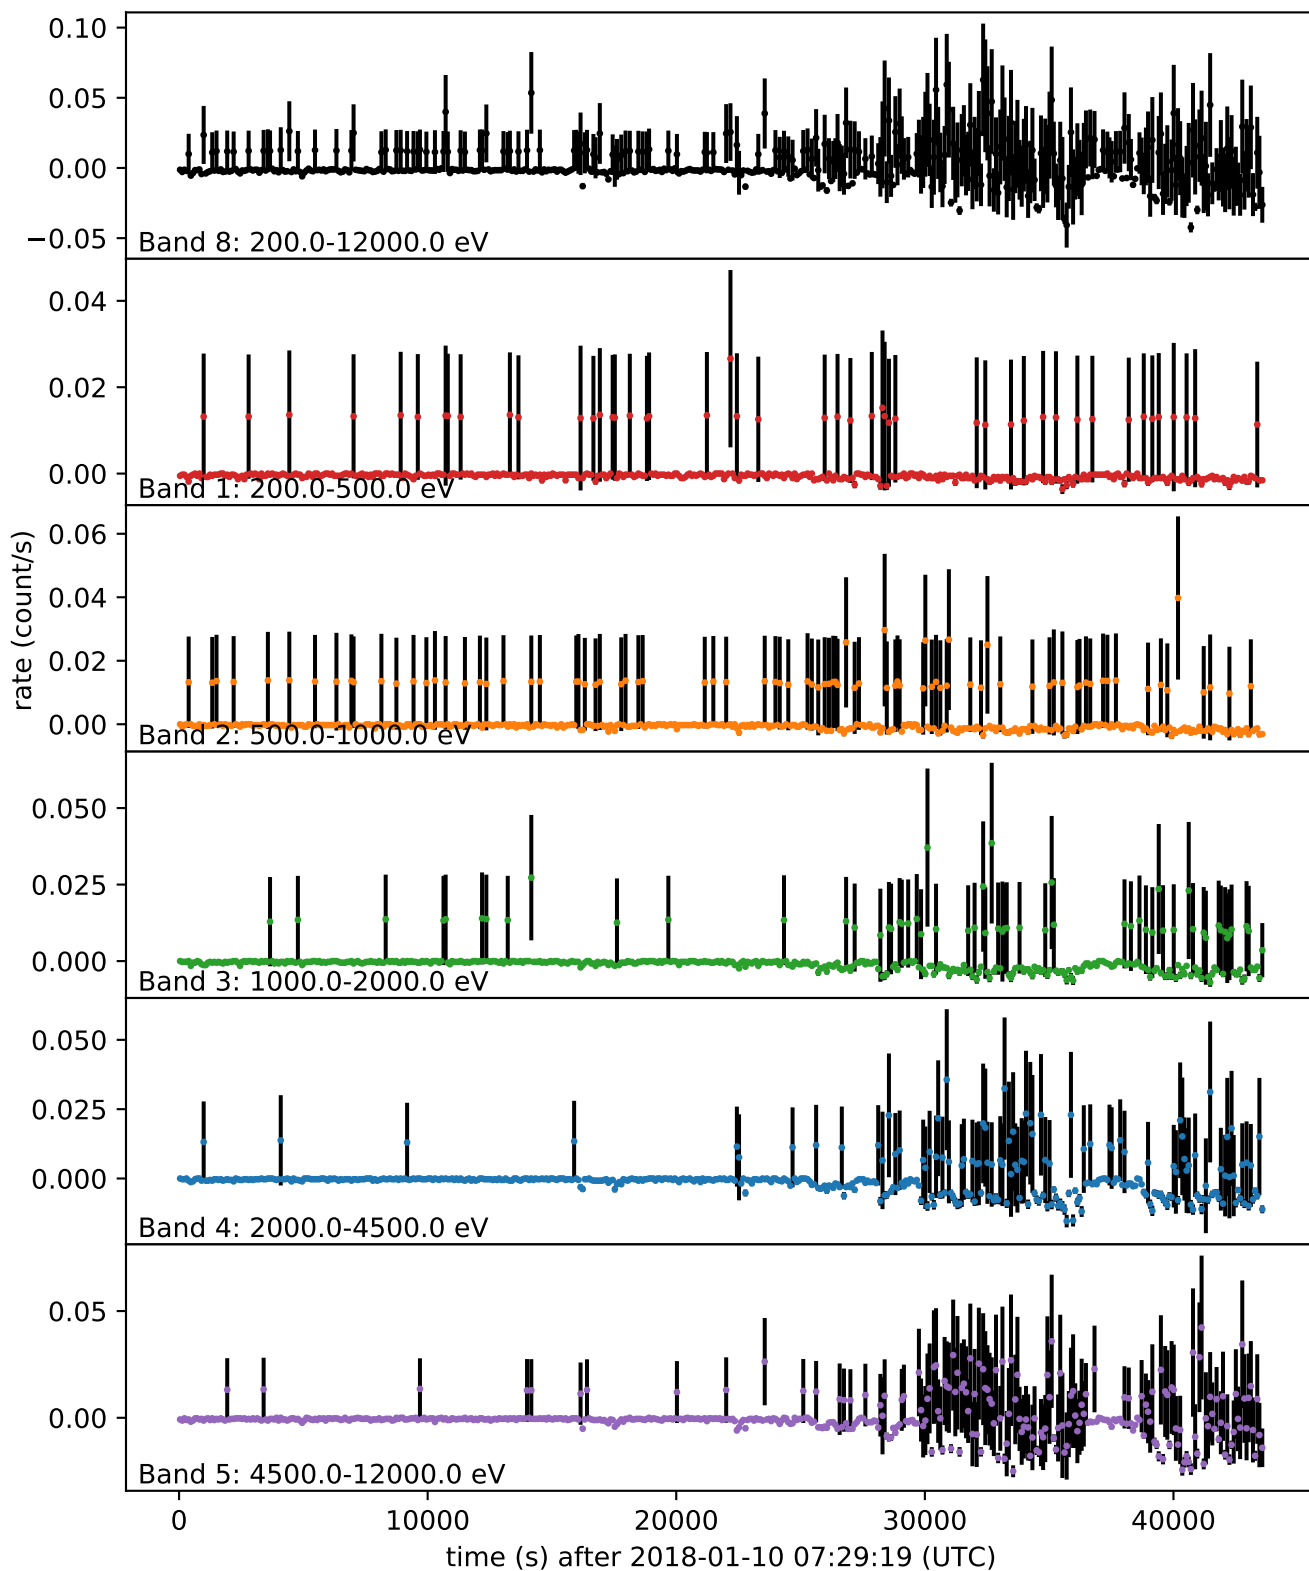 0.10
0.05
0.00
−0.05
Band 8: 200.0-12000.0 eV
0.04
0.02
0.00
Band 1: 200.0-500.0 eV
rate (count/s)
0.06
0.04
0.02
0.00
Band 2: 500.0-1000.0 eV
0.050
0.025
0.000
Band 3: 1000.0-2000.0 eV
0.050
0.025
0.000
Band 4: 2000.0-4500.0 eV
0.05
0.00
Band 5: 4500.0-12000.0 eV
0 10000 20000 30000 40000
time (s) after 2018-01-10 07:29:19 (UTC)